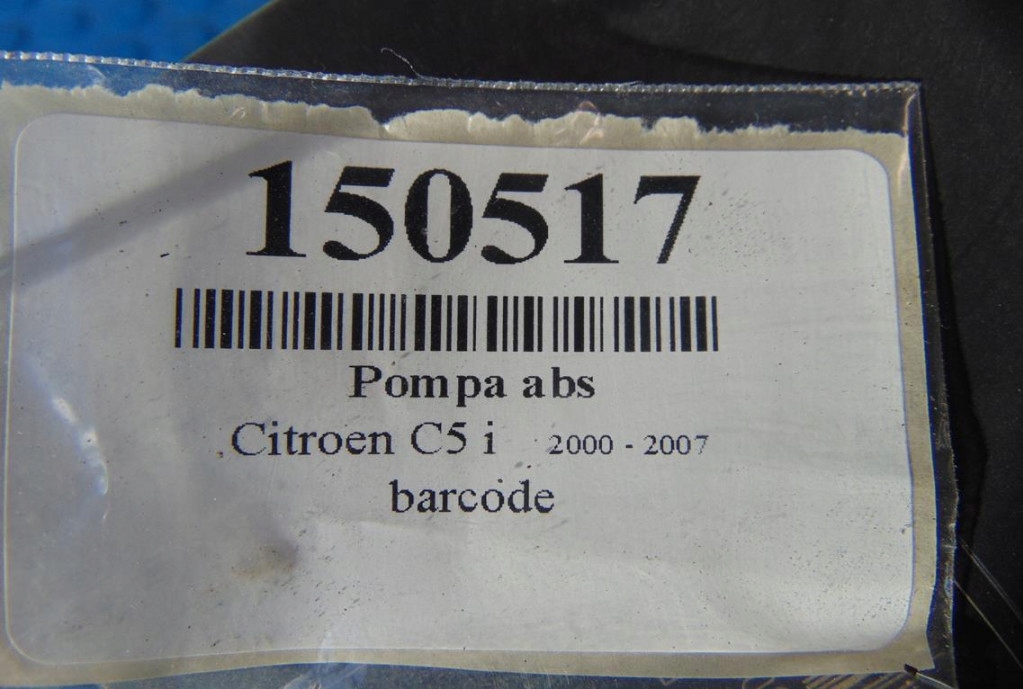 150517
Pompa abs
Citroen C5 i 2000 - 2007
barcode